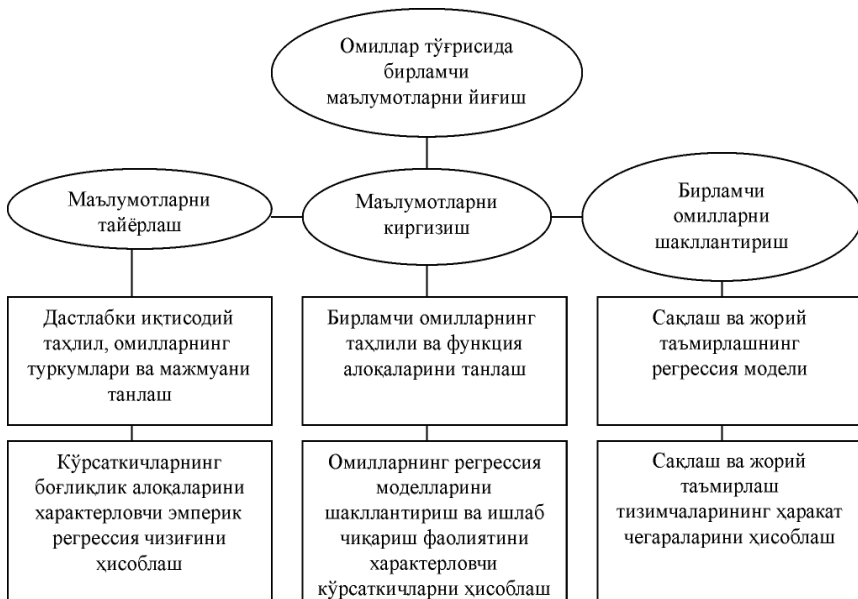 Омиллар тўғрисида
бирламчи
маълумотларни йиғиш
Маълумотларни
тайёрлаш
Маълумотларни
киргизиш
Бирламчи
омилларни
шакллантириш
Дастлабки иқтисодий
таҳлил, омилларнинг
туркумлари ва мажмуани
танлаш
Бирламчи омилларнинг
таҳлили ва функция
алоқаларини танлаш
Сақлаш ва жорий
таъмирлашнинг
регрессия модели
Кўрсаткичларнинг
боғлиқлик алоқаларини
характерловчи эмперик
регрессия чизиғини
ҳисоблаш
Омилларнинг регрессия
моделларини
шакллантириш ва ишлаб
чиқариш фаолиятини
характерловчи
кўрсаткичларни ҳисоблаш
Сақлаш ва жорий
таъмирлаш
тизимчаларининг ҳаракат
чегараларини ҳисоблаш